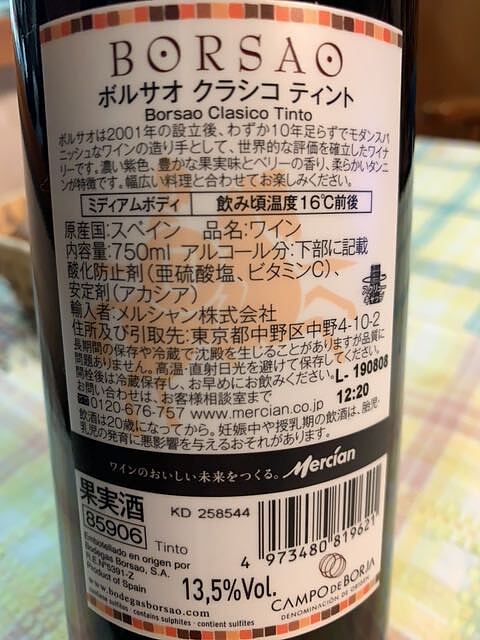 BORSAO
ボルサオ クラシコ ティント
Borsao Clasico Tinto
ボルサオは2001年の設立後、わずか10年足らずでモダンスパ
ニッシュなワインの造り手として、世界的な評価を確立したワイナ
リーです。濃い紫色、豊かな果実味とベリーの香り、柔らかいタンニ
ンが特徴です。幅広い料理と合わせてお楽しみください。
ミディアムボディ 飲み頃温度16℃前後
原産国:スペイン 品名:ワイン
内容量:750ml アルコール分:下部に記載
酸化防止剤(亜硫酸塩、ビタミンC)、
安定剤(アカシア)
輸入者:メルシャン株式会社
住所及び引取先:東京都中野区中野4-10-2
長期間の保存や冷蔵で沈殿を生じることがありますが品質に
問題ありません。高温・直射日光を避けて保存してください。
開栓後は冷蔵保存し、お早めにお飲みください。
L- 190808
12:20
お問い合わせは、お客様相談室まで
0120-676-757 www.mercian.co.jp
飲酒は20歳になってから。妊娠中や授乳期の飲酒は、胎児・
乳児の発育に悪影響を与えるおそれがあります。
ワインのおいしい未来をつくる。 Mercian
果実酒
85906
KD 258544
Tinto
Embotellado en origen por
Bodegas Borsao, S.A.
R.E.Nº5391-Z
Product of Spain
www.bodegasborsao.com
contains sulfites · contains sulphites · contient sulfites
13,5%Vol.
4 973480 819621
CAMPO DE BORJA
DENOMINACIÓN DE ORIGEN